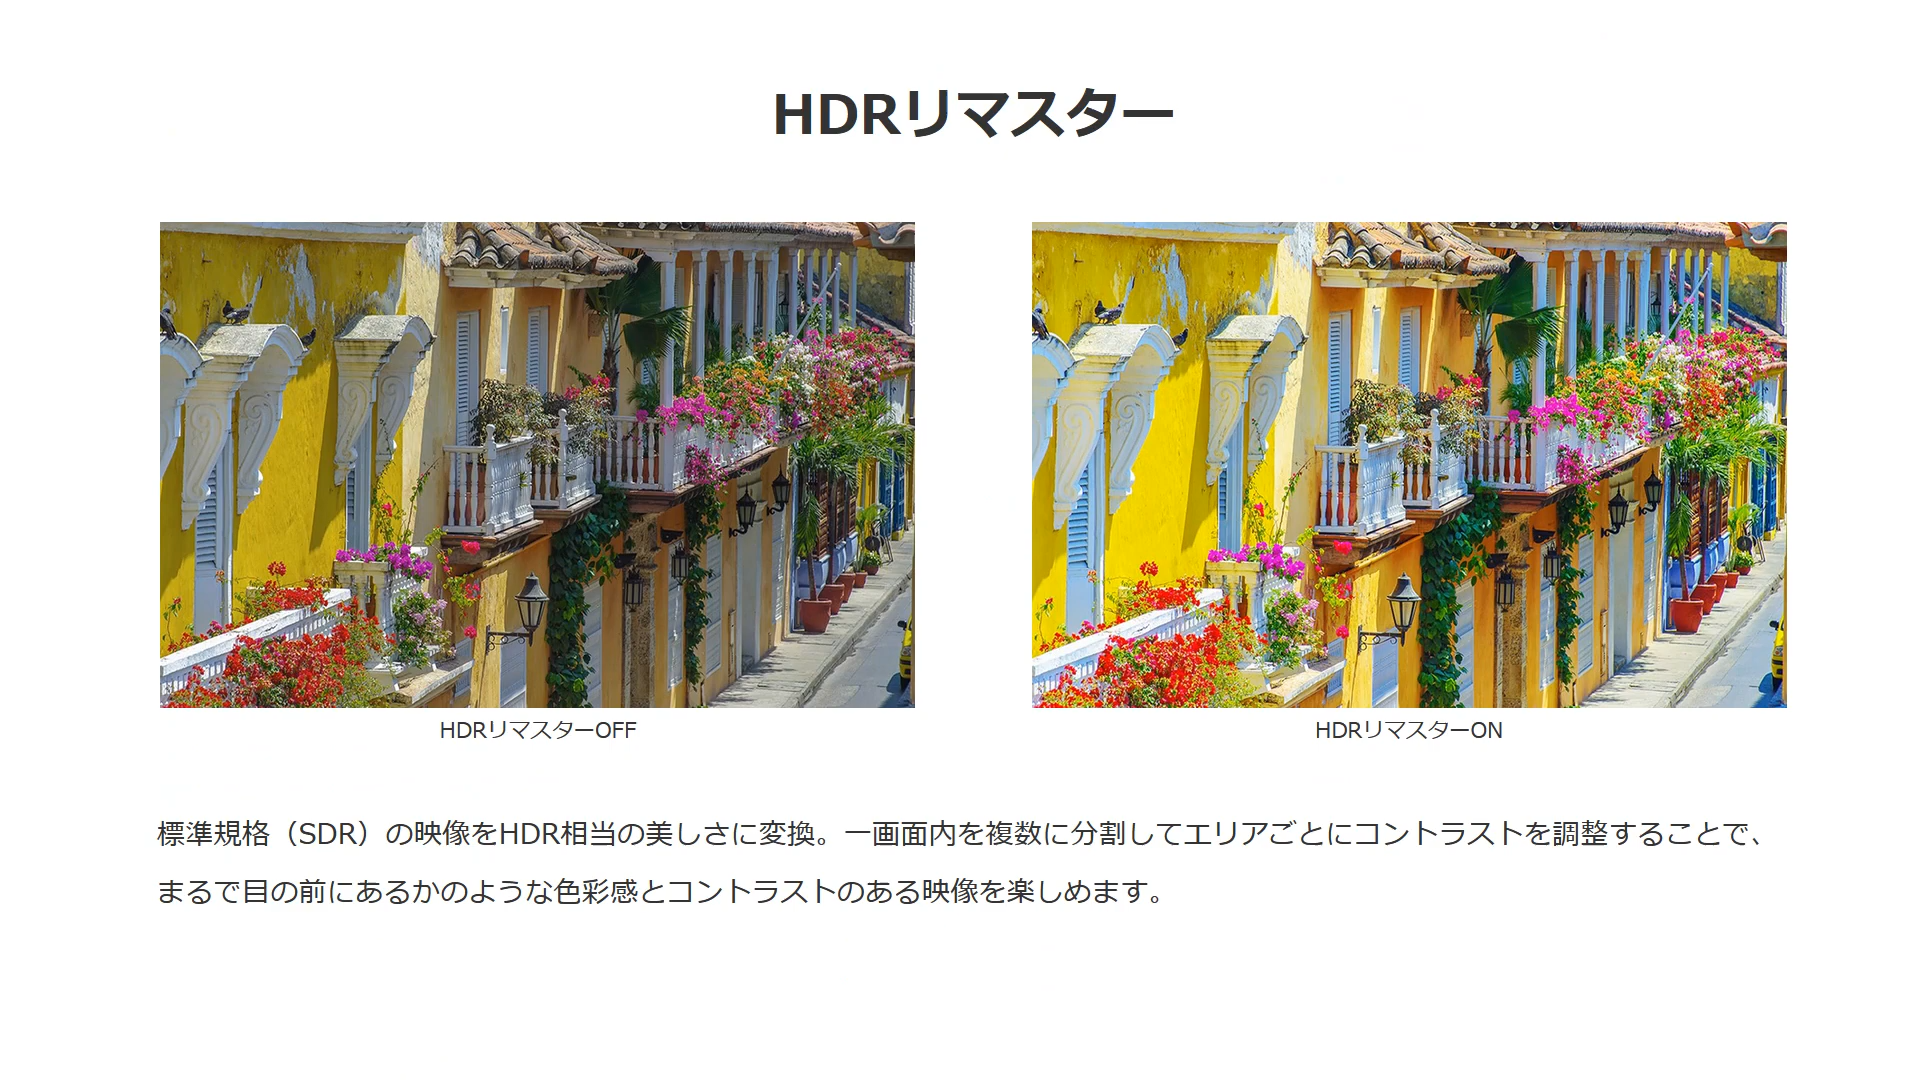 HDRリマスター
HDRリマスターOFF
HDRリマスターON
標準規格（SDR）の映像をHDR相当の美しさに変換。一画面内を複数に分割してエリアごとにコントラストを調整することで、
まるで目の前にあるかのような色彩感とコントラストのある映像を楽しめます。